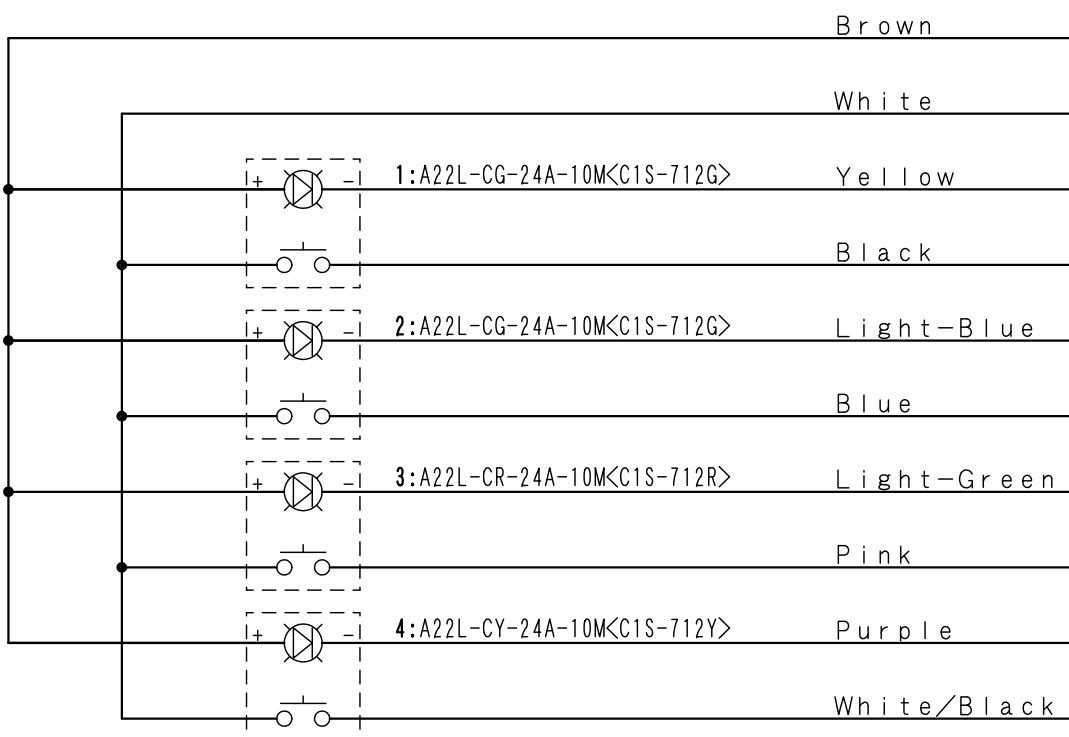 Brown
White
+ - 1:A22L-CG-24A-10M<C1S-712G> Yellow
Black
+ - 2:A22L-CG-24A-10M<C1S-712G> Light-Blue
Blue
+ - 3:A22L-CR-24A-10M<C1S-712R> Light-Green
Pink
+ - 4:A22L-CY-24A-10M<C1S-712Y> Purple
White/Black